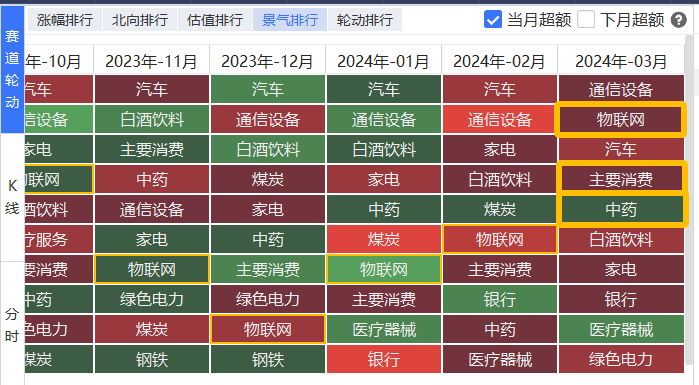 涨幅排行 北向排行 估值排行 景气排行 轮动排行 当月超额 下月超额 ?
赛道轮动
K线
分时
年-10月 2023年-11月 2023年-12月 2024年-01月 2024年-02月 2024年-03月
汽车 汽车 汽车 汽车 汽车 通信设备
信设备 白酒饮料 通信设备 通信设备 通信设备 物联网
家电 主要消费 白酒饮料 白酒饮料 家电 汽车
联网 中药 煤炭 家电 白酒饮料 主要消费
酒饮料 通信设备 家电 中药 煤炭 中药
疗服务 家电 中药 煤炭 物联网 白酒饮料
要消费 物联网 主要消费 物联网 主要消费 家电
中药 绿色电力 绿色电力 主要消费 银行 银行
色电力 煤炭 物联网 医疗器械 中药 医疗器械
煤炭 钢铁 钢铁 银行 医疗器械 绿色电力